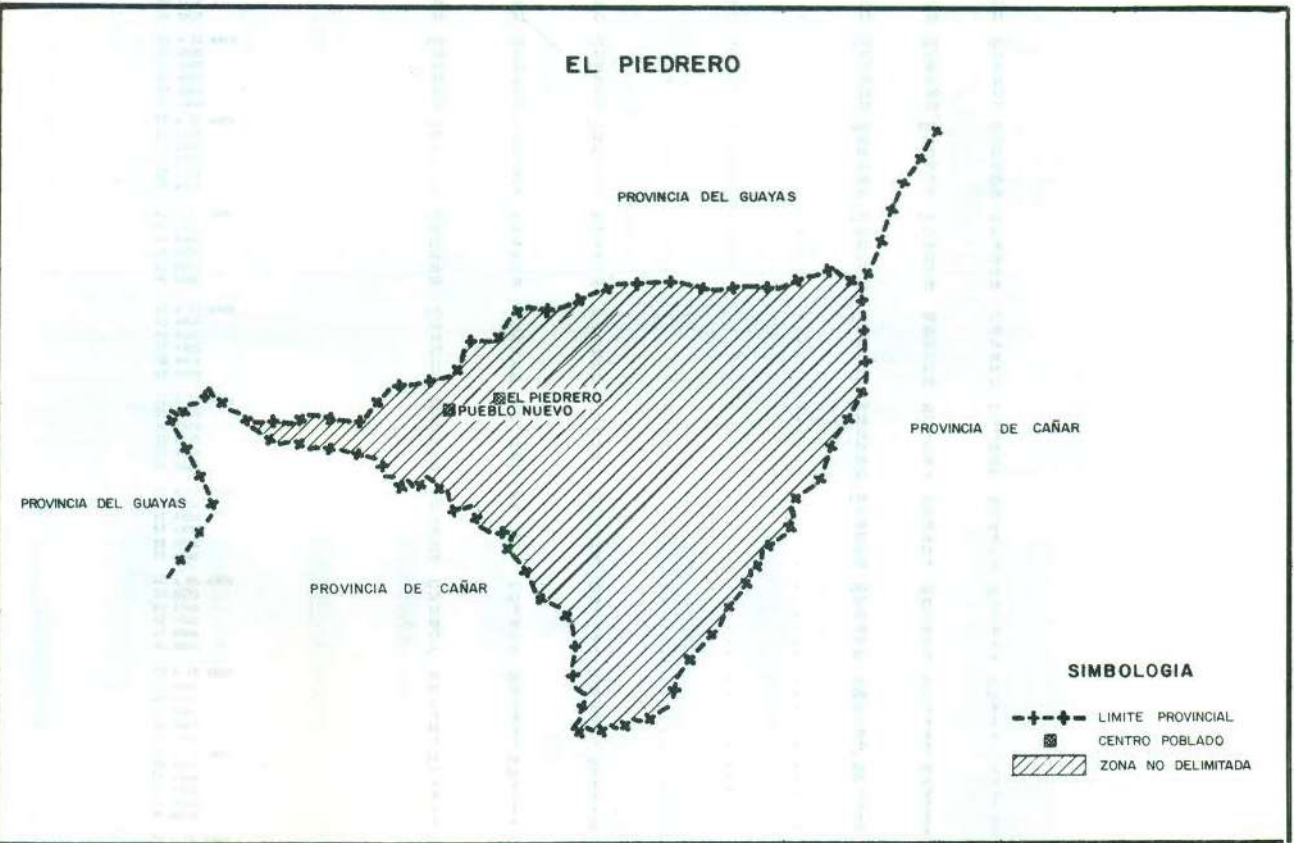 EL PIEDRERO
PROVINCIA DEL GUAYAS
EL PIEDRERO
PUEBLO NUEVO
PROVINCIA DE CAÑAR
PROVINCIA DEL GUAYAS
PROVINCIA DE CAÑAR
SIMBOLOGIA
LIMITE PROVINCIAL
CENTRO POBLADO
ZONA NO DELIMITADA